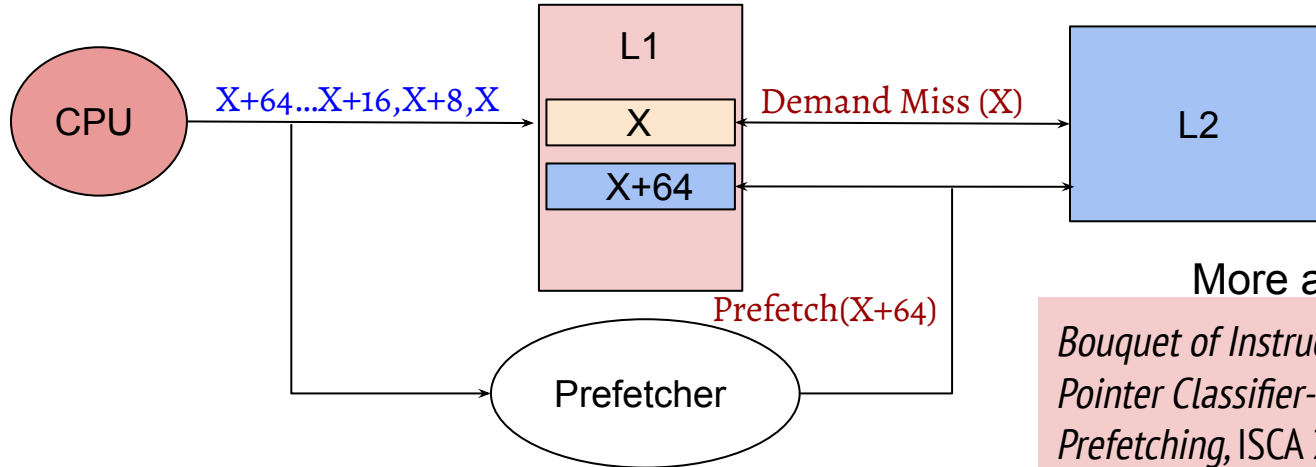 L1
CPU
X+64...X+16,X+8,X
X
Demand Miss (X)
L2
X+64
More
Prefetch(X+64)
Prefetcher
Bouquet of
Pointer Classifier-
Prefetching, ISCA